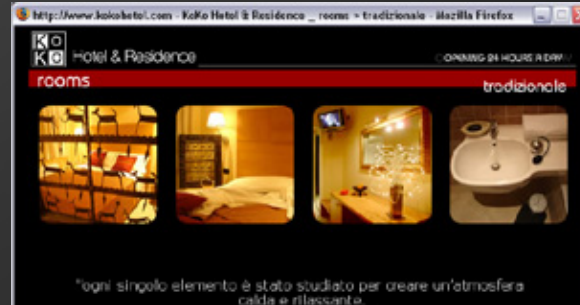 http://www.kokohotel.com - KoKo Hotel & Residence _ rooms > tradizionale - Mozilla Firefox
KO
KO Hotel & Residence
OPENING 24 HOURS A DAY
rooms
tradizionale
"ogni singolo elemento è stato studiato per creare un'atmosfera
calda e rilassante.